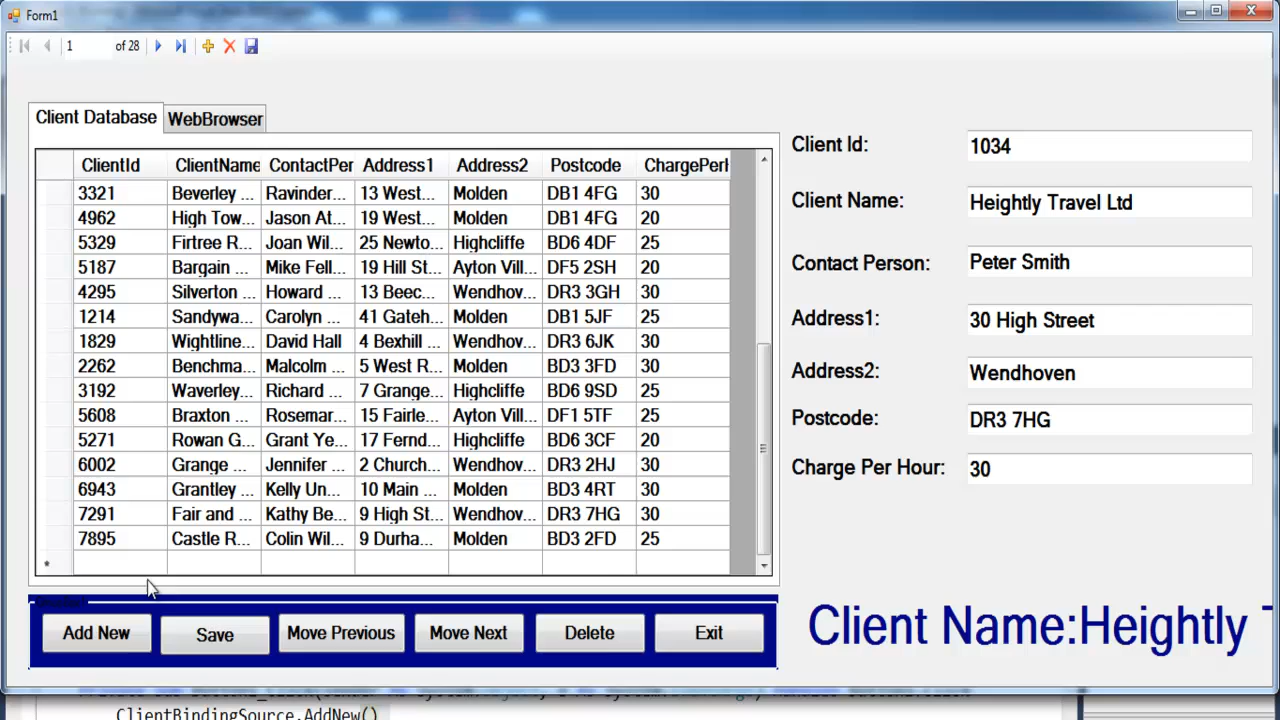 Form1
1 of 28
Client Database WebBrowser
ClientId ClientName ContactPer Address1 Address2 Postcode ChargePerH
3321 Beverley ... Ravinder... 13 West... Molden DB1 4FG 30
4962 High Tow... Jason At... 19 West... Molden DB1 4FG 20
5329 Firtree R... Joan Wil... 25 Newto... Highcliffe BD6 4DF 25
5187 Bargain ... Mike Fell... 19 Hill St... Ayton Vill... DF5 2SH 20
4295 Silverton ... Howard ... 13 Beec... Wendhov... DR3 3GH 30
1214 Sandywa... Carolyn ... 41 Gateh... Molden DB1 5JF 30
1829 Wightline... David Hall 4 Bexhill ... Wendhov... DR3 6JK 30
2262 Benchma... Malcolm ... 5 West R... Molden BD3 3FD 30
3192 Waverley... Richard ... 7 Grange... Highcliffe BD6 9SD 25
5608 Braxton ... Rosemar... 15 Fairle... Ayton Vill... DF1 5TF 25
5271 Rowan G... Grant Ye... 17 Fernd... Highcliffe BD6 3CF 20
6002 Grange ... Jennifer ... 2 Church... Wendhov... DR3 2HJ 30
6943 Grantley ... Kelly Un... 10 Main ... Molden BD3 4RT 30
7291 Fair and ... Kathy Be... 9 High St... Wendhov... DR3 7HG 30
7895 Castle R... Colin Wil... 9 Durha... Molden BD3 2FD 25
*
Add New Save Move Previous Move Next Delete Exit
Client Id: 1034
Client Name: Heightly Travel Ltd
Contact Person: Peter Smith
Address1: 30 High Street
Address2: Wendhoven
Postcode: DR3 7HG
Charge Per Hour: 30
Client Name:Heightly T
ClientBindingSource.AddNew()